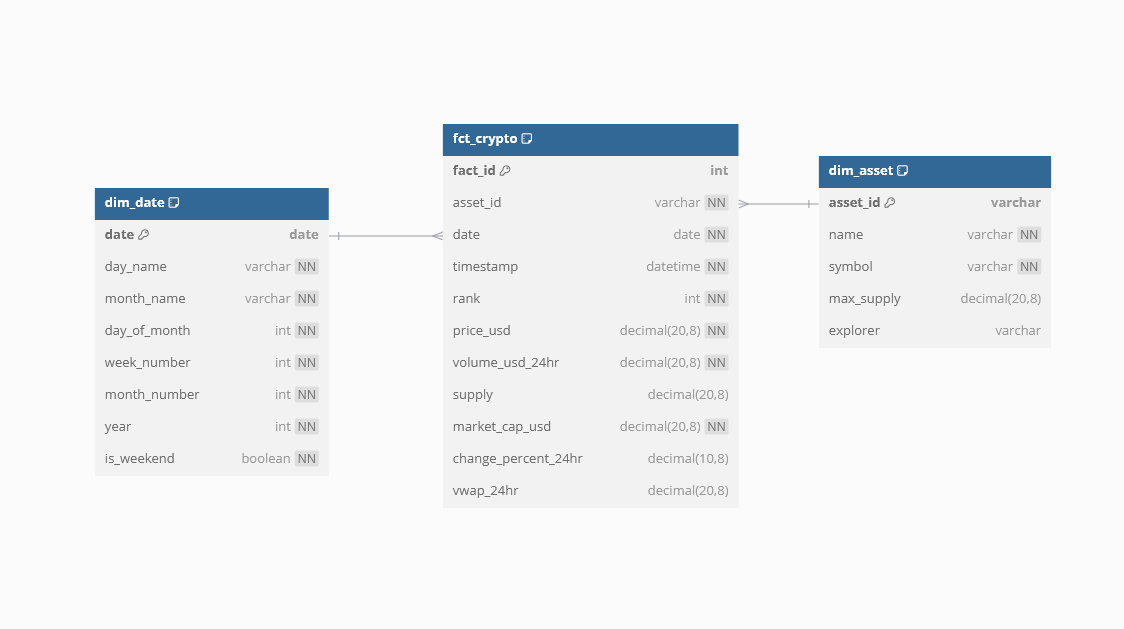 dim_date
date date
day_name varchar NN
month_name varchar NN
day_of_month int NN
week_number int NN
month_number int NN
year int NN
is_weekend boolean NN
fct_crypto
fact_id int
asset_id varchar NN
date date NN
timestamp datetime NN
rank int NN
price_usd decimal(20,8) NN
volume_usd_24hr decimal(20,8) NN
supply decimal(20,8)
market_cap_usd decimal(20,8) NN
change_percent_24hr decimal(10,8)
vwap_24hr decimal(20,8)
dim_asset
asset_id varchar
name varchar NN
symbol varchar NN
max_supply decimal(20,8)
explorer varchar